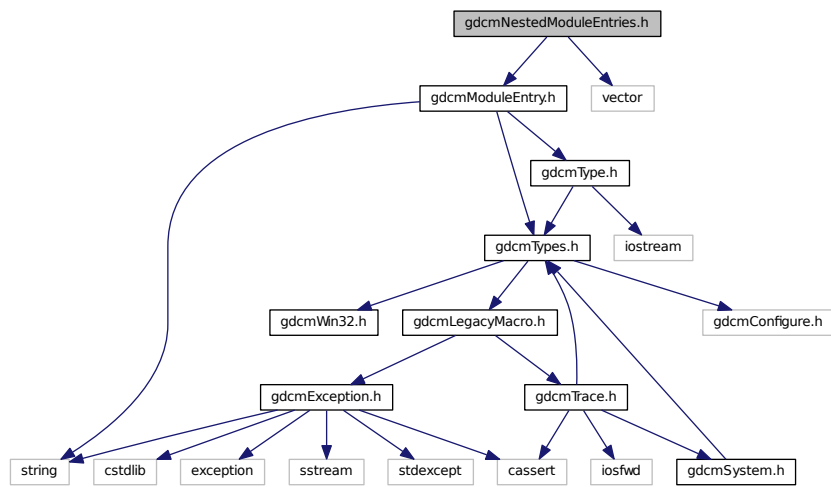 gdcmNestedModuleEntries.h
gdcmModuleEntry.h
vector
gdcmType.h
gdcmTypes.h
iostream
gdcmWin32.h
gdcmLegacyMacro.h
gdcmConfigure.h
gdcmException.h
gdcmTrace.h
string
cstdlib
exception
sstream
stdexcept
cassert
iosfwd
gdcmSystem.h